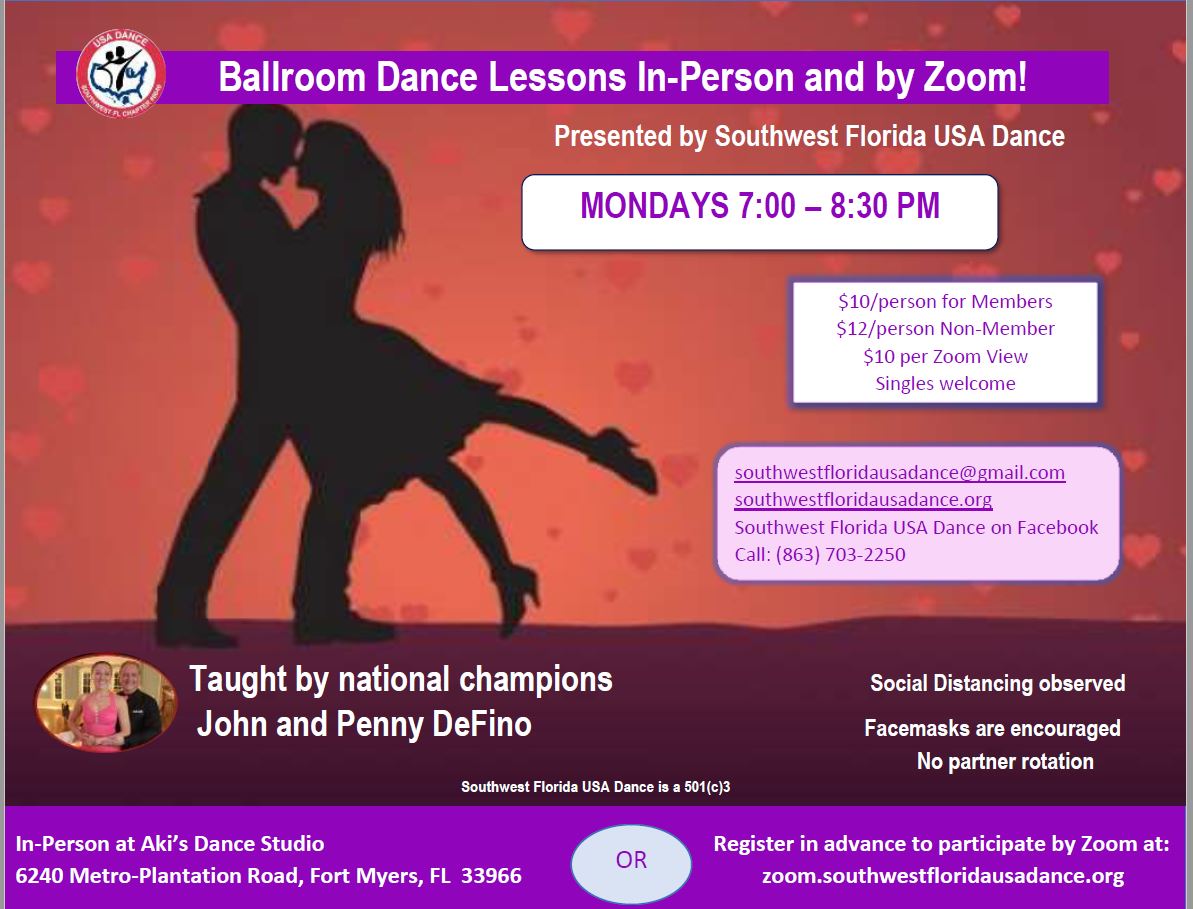 USA DANCE
SOUTHWEST FL CHAPTER
Ballroom Dance Lessons In-Person and by Zoom!
Presented by Southwest Florida USA Dance
MONDAYS 7:00 – 8:30 PM
$10/person for Members
$12/person Non-Member
$10 per Zoom View
Singles welcome
southwestfloridausadance@gmail.com
southwestfloridausadance.org
Southwest Florida USA Dance on Facebook
Call: (863) 703-2250
Taught by national champions
John and Penny DeFino
Social Distancing observed
Facemasks are encouraged
No partner rotation
Southwest Florida USA Dance is a 501(c)3
In-Person at Aki's Dance Studio
6240 Metro-Plantation Road, Fort Myers, FL 33966
OR
Register in advance to participate by Zoom at:
zoom.southwestfloridausadance.org